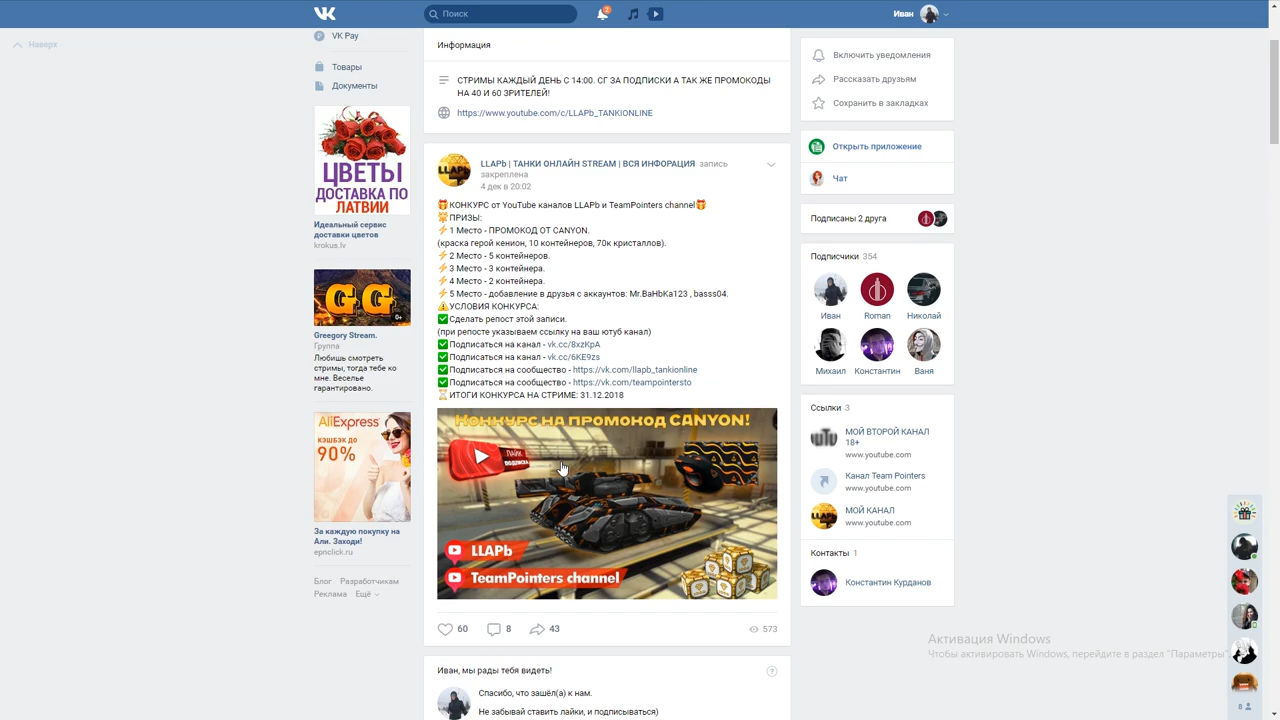 Поиск
2
Иван
Наверх
VK Pay
Товары
Документы
ЦВЕТЫ
ДОСТАВКА ПО
ЛАТВИИ
Идеальный сервис
доставки цветов
krokus.lv
GG
0+
Greegory Stream.
Группа
Любишь смотреть
стримы, тогда тебе ко
мне. Веселье
гарантировано.
AliExpress
КЭШБЭК ДО
90%
За каждую покупку на
Али. Заходи!
epnclick.ru
Блог Разработчикам
Реклама Ещё
Информация
СТРИМЫ КАЖДЫЙ ДЕНЬ С 14:00. СГ ЗА ПОДПИСКИ А ТАК ЖЕ ПРОМОКОДЫ
НА 40 И 60 ЗРИТЕЛЕЙ!
https://www.youtube.com/c/LLAPb_TANKIONLINE
LLAPb
LLAPb | ТАНКИ ОНЛАЙН STREAM | ВСЯ ИНФОРАЦИЯ запись
закреплена
4 дек в 20:02
КОНКУРС от YouTube каналов LLAPb и TeamPointers channel
ПРИЗЫ:
1 Место - ПРОМОКОД ОТ CANYON.
(краска герой кенион, 10 контейнеров, 70к кристаллов).
2 Место - 5 контейнеров.
3 Место - 3 контейнера.
4 Место - 2 контейнера.
5 Место - добавление в друзья с аккаунтов: Mr.BaHbKa123 , basss04.
УСЛОВИЯ КОНКУРСА:
Сделать репост этой записи.
(при репосте указываем ссылку на ваш ютуб канал)
Подписаться на канал - vk.cc/8xzKpA
Подписаться на канал - vk.cc/6KE9zs
Подписаться на сообщество - https://vk.com/llapb_tankionline
Подписаться на сообщество - https://vk.com/teampointersto
ИТОГИ КОНКУРСА НА СТРИМЕ: 31.12.2018
КОНКУРС НА ПРОМОКОД CANYON!
ЛАЙК
ПОДПИСКА
LLAPb
TeamPointers channel
60 8 43 573
Иван, мы рады тебя видеть!
?
Спасибо, что зашёл(а) к нам.
Не забывай ставить лайки, и подписываться)
Включить уведомления
Рассказать друзьям
Сохранить в закладках
Открыть приложение
Чат
Подписаны 2 друга
Подписчики 354
Иван Roman Николай
Михаил Константин Ваня
Ссылки 3
МОЙ ВТОРОЙ КАНАЛ
18+
www.youtube.com
Канал Team Pointers
www.youtube.com
LLAPb
МОЙ КАНАЛ
www.youtube.com
Контакты 1
Константин Курданов
Активация Windows
Чтобы активировать Windows, перейдите в раздел "Параметры".
8